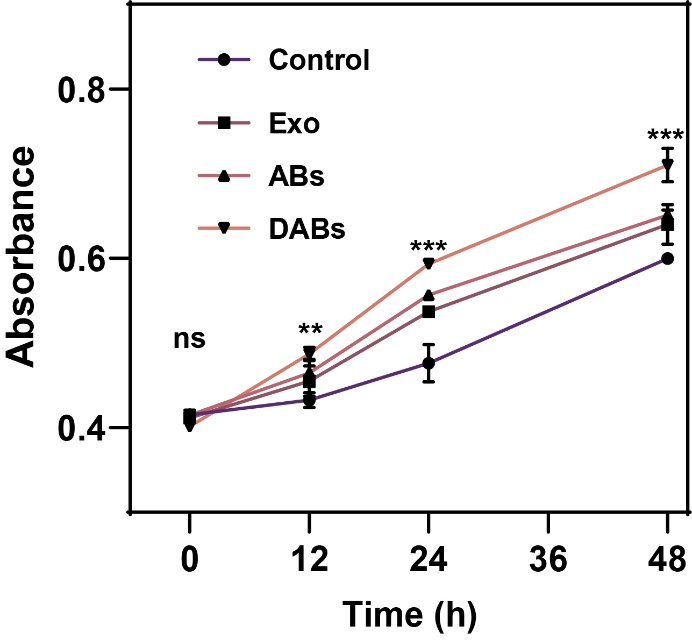 Control
Exo
ABs
DABs
0.8
0.6
0.4
Absorbance
ns
**
***
***
0 12 24 36 48
Time (h)